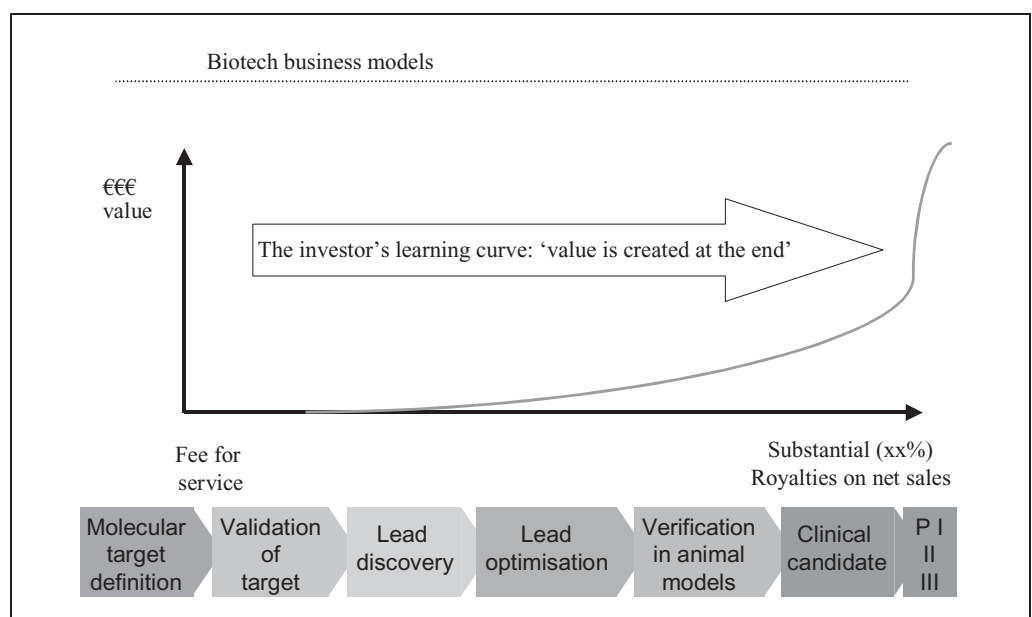 Biotech business models
€€€
value
The investor’s learning curve: ‘value is created at the end’
Fee for
service
Substantial (xx%)
Royalties on net sales
Molecular
target
definition
Validation
of
target
Lead
discovery
Lead
optimisation
Verification
in animal
models
Clinical
candidate
P I
II
III